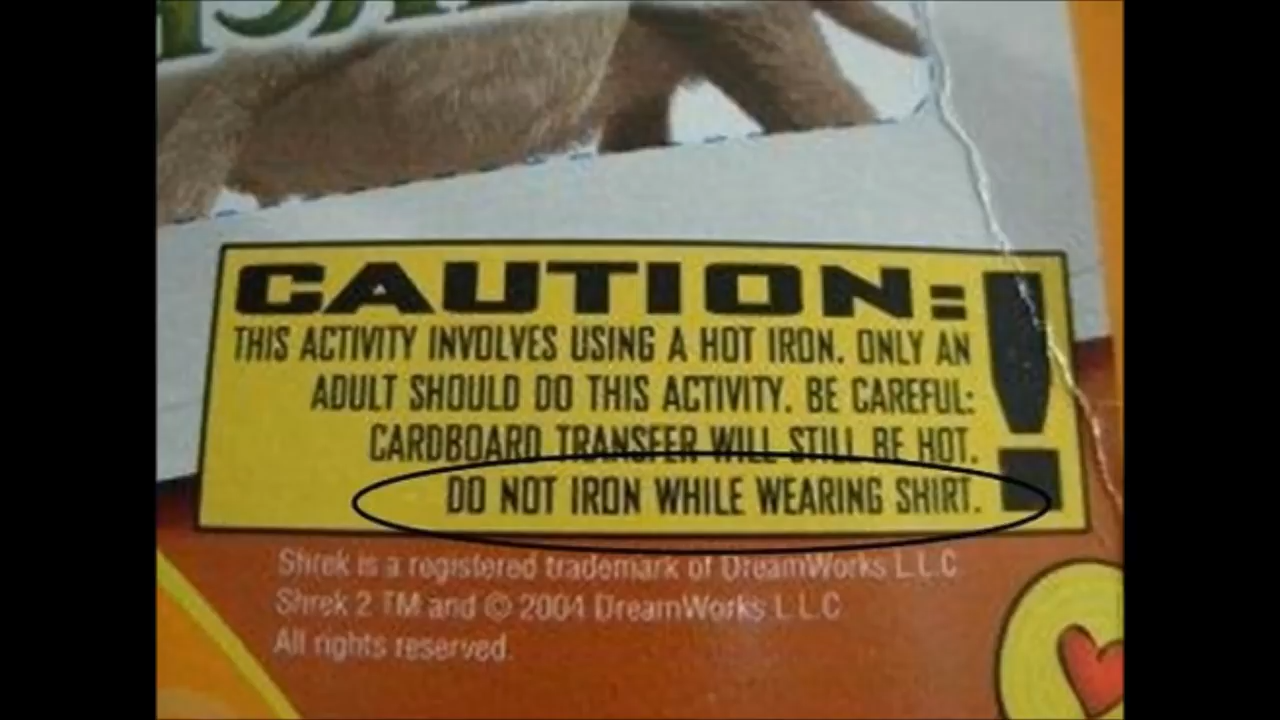 CAUTION:
THIS ACTIVITY INVOLVES USING A HOT IRON. ONLY AN
ADULT SHOULD DO THIS ACTIVITY. BE CAREFUL:
CARDBOARD TRANSFER WILL STILL BE HOT.
DO NOT IRON WHILE WEARING SHIRT.
!
Shrek is a registered trademark of DreamWorks L.L.C
Shrek 2 TM and © 2004 DreamWorks L.L.C
All rights reserved.